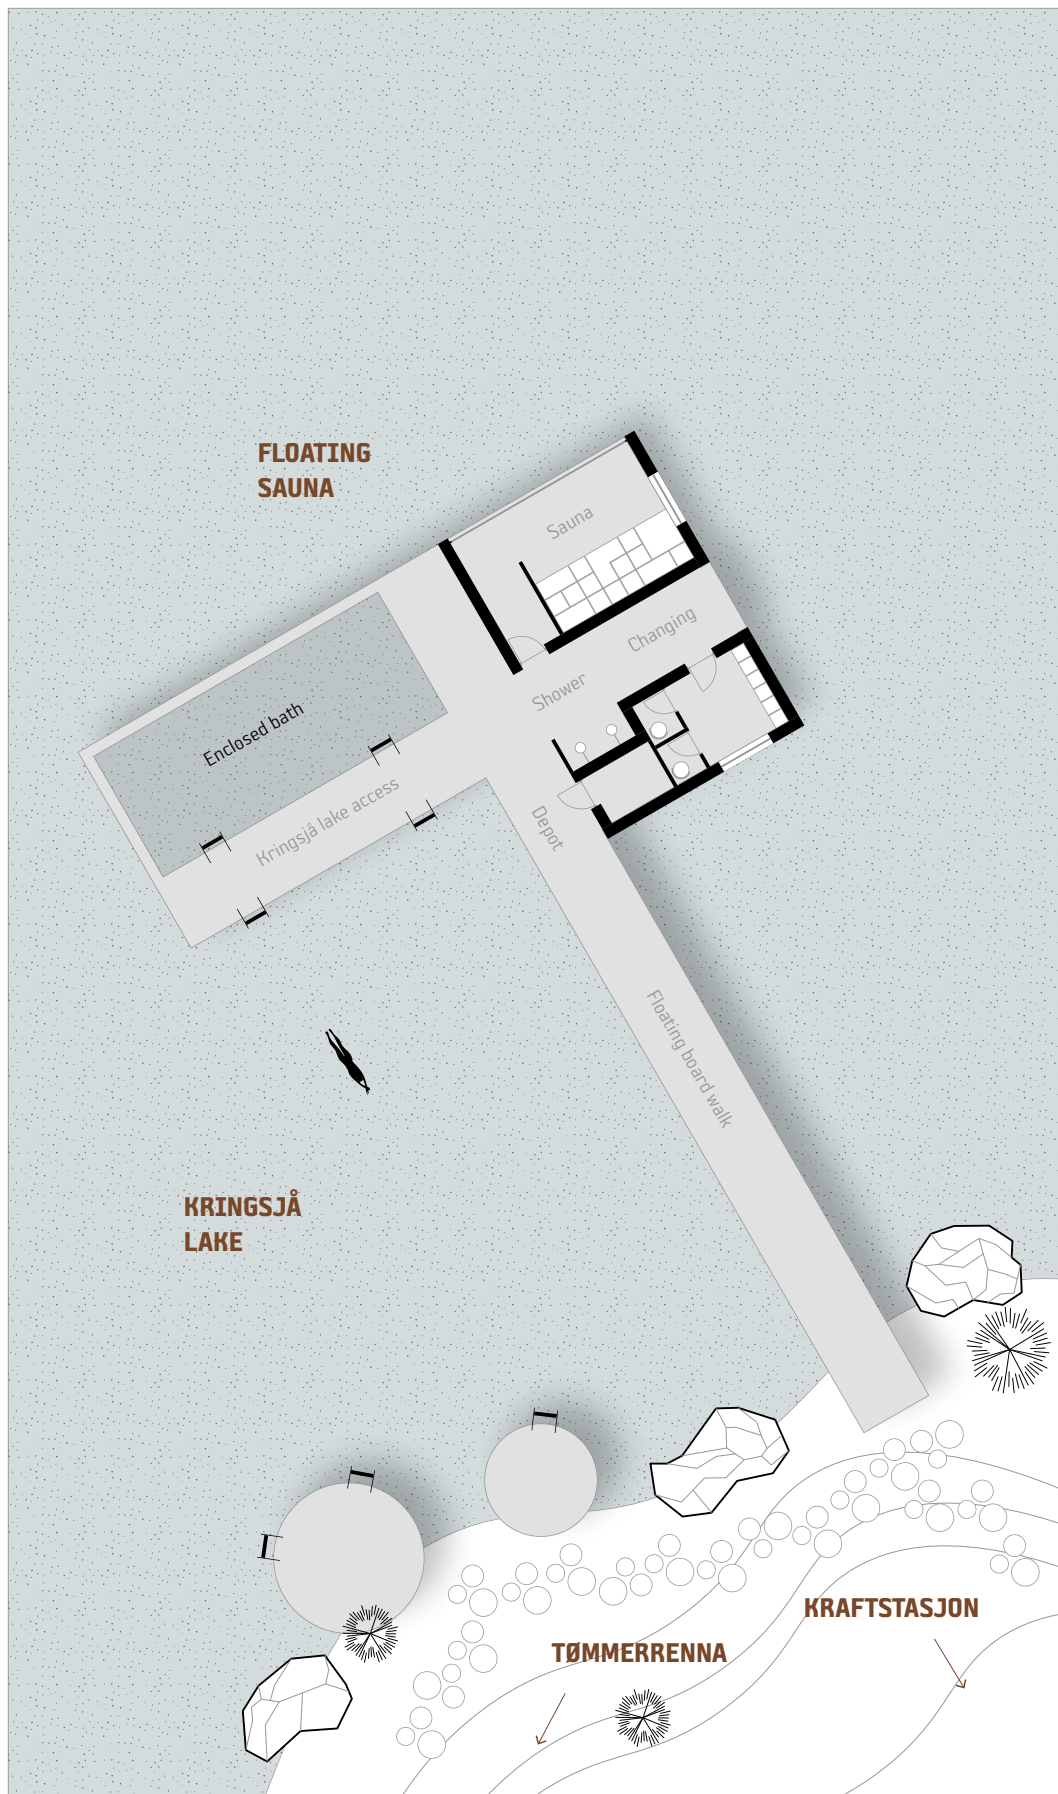 FLOATING
SAUNA
Sauna
Changing
Shower
Enclosed bath
Kringsjå lake access
Depot
Floating board walk
KRINGSJÅ
LAKE
KRAFTSTASJON
TØMMERRENNA